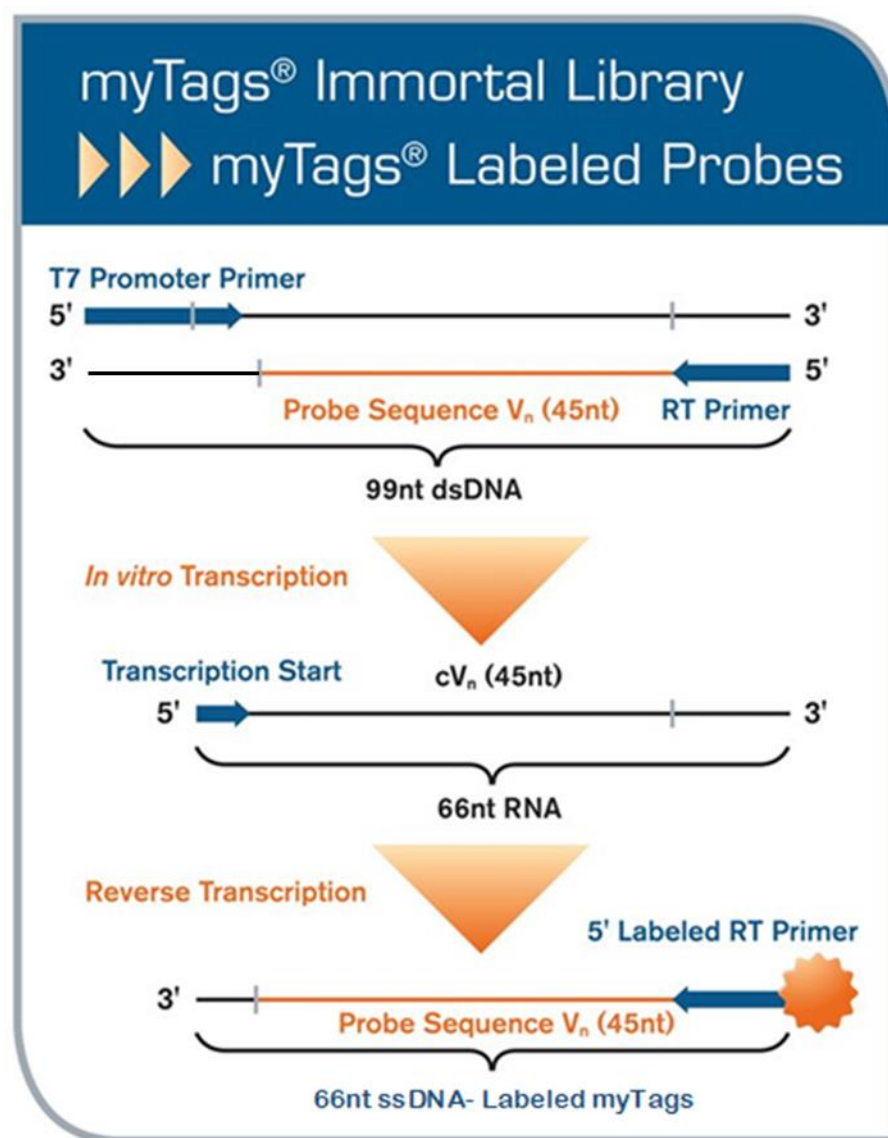 myTags® Immortal Library
myTags® Labeled Probes
T7 Promoter Primer
5' 3'
3' 5'
Probe Sequence Vₙ (45nt) RT Primer
99nt dsDNA
In vitro Transcription
Transcription Start cVₙ (45nt)
5' 3'
66nt RNA
Reverse Transcription
5' Labeled RT Primer
3'
Probe Sequence Vₙ (45nt)
66nt ssDNA- Labeled myTags